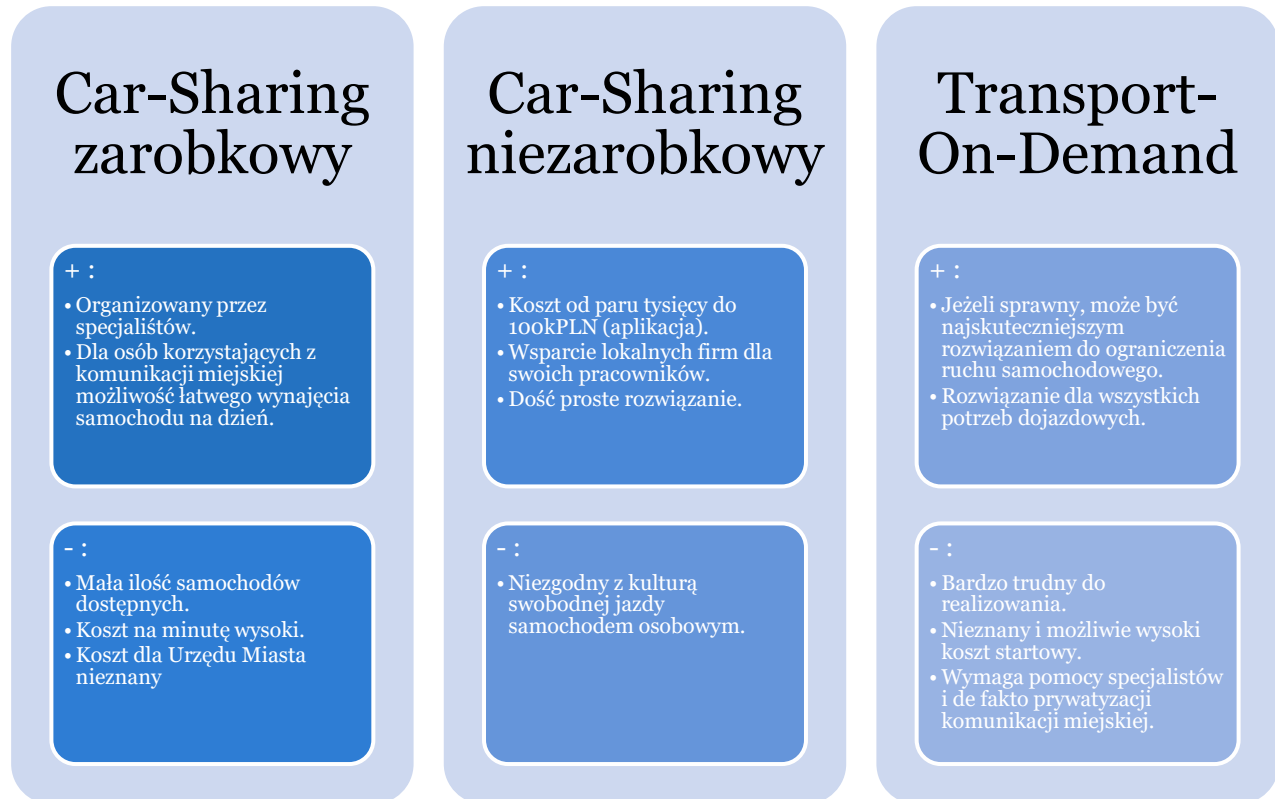 Car-Sharing
zarobkowy
+ :
• Organizowany przez
specjaliśtów.
• Dla osób korzystających z
komunikacji miejskiej
możliwość łatwego wynajęcia
samochodu na dzień.
- :
• Mała ilość samochodów
dostępnych.
• Koszt na minutę wysoki.
• Koszt dla Urzędu Miasta
nieznany
Car-Sharing
niezarobkowy
+ :
• Koszt od paru tysięcy do
100kPLN (aplikacja).
• Wsparcie lokalnych firm dla
swoich pracowników.
• Dość proste rozwiązanie.
- :
• Niezgodny z kulturą
swobodnej jazdy
samochodem osobowym.
Transport-
On-Demand
+ :
• Jeżeli sprawny, może być
najskuteczniejszym
rozwiązaniem do ograniczenia
ruchu samochodowego.
• Rozwiązanie dla wszystkich
potrzeb dojazdowych.
- :
• Bardzo trudny do
realizowania.
• Nieznany i możliwie wysoki
koszt startowy.
• Wymaga pomocy specjalistów
i de fakto prywatyzacji
komunikacji miejskiej.